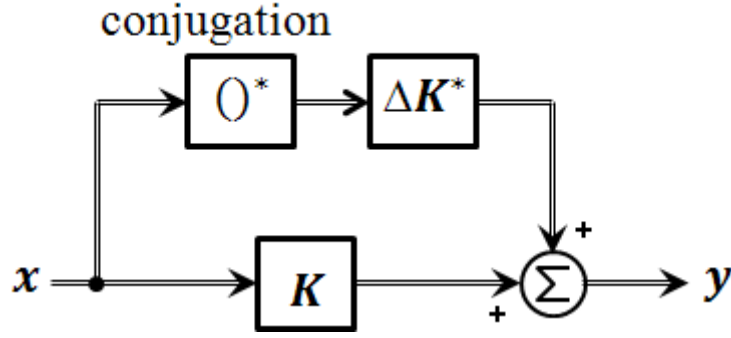 conjugation
()* ΔK*
+
x K Σ y
+